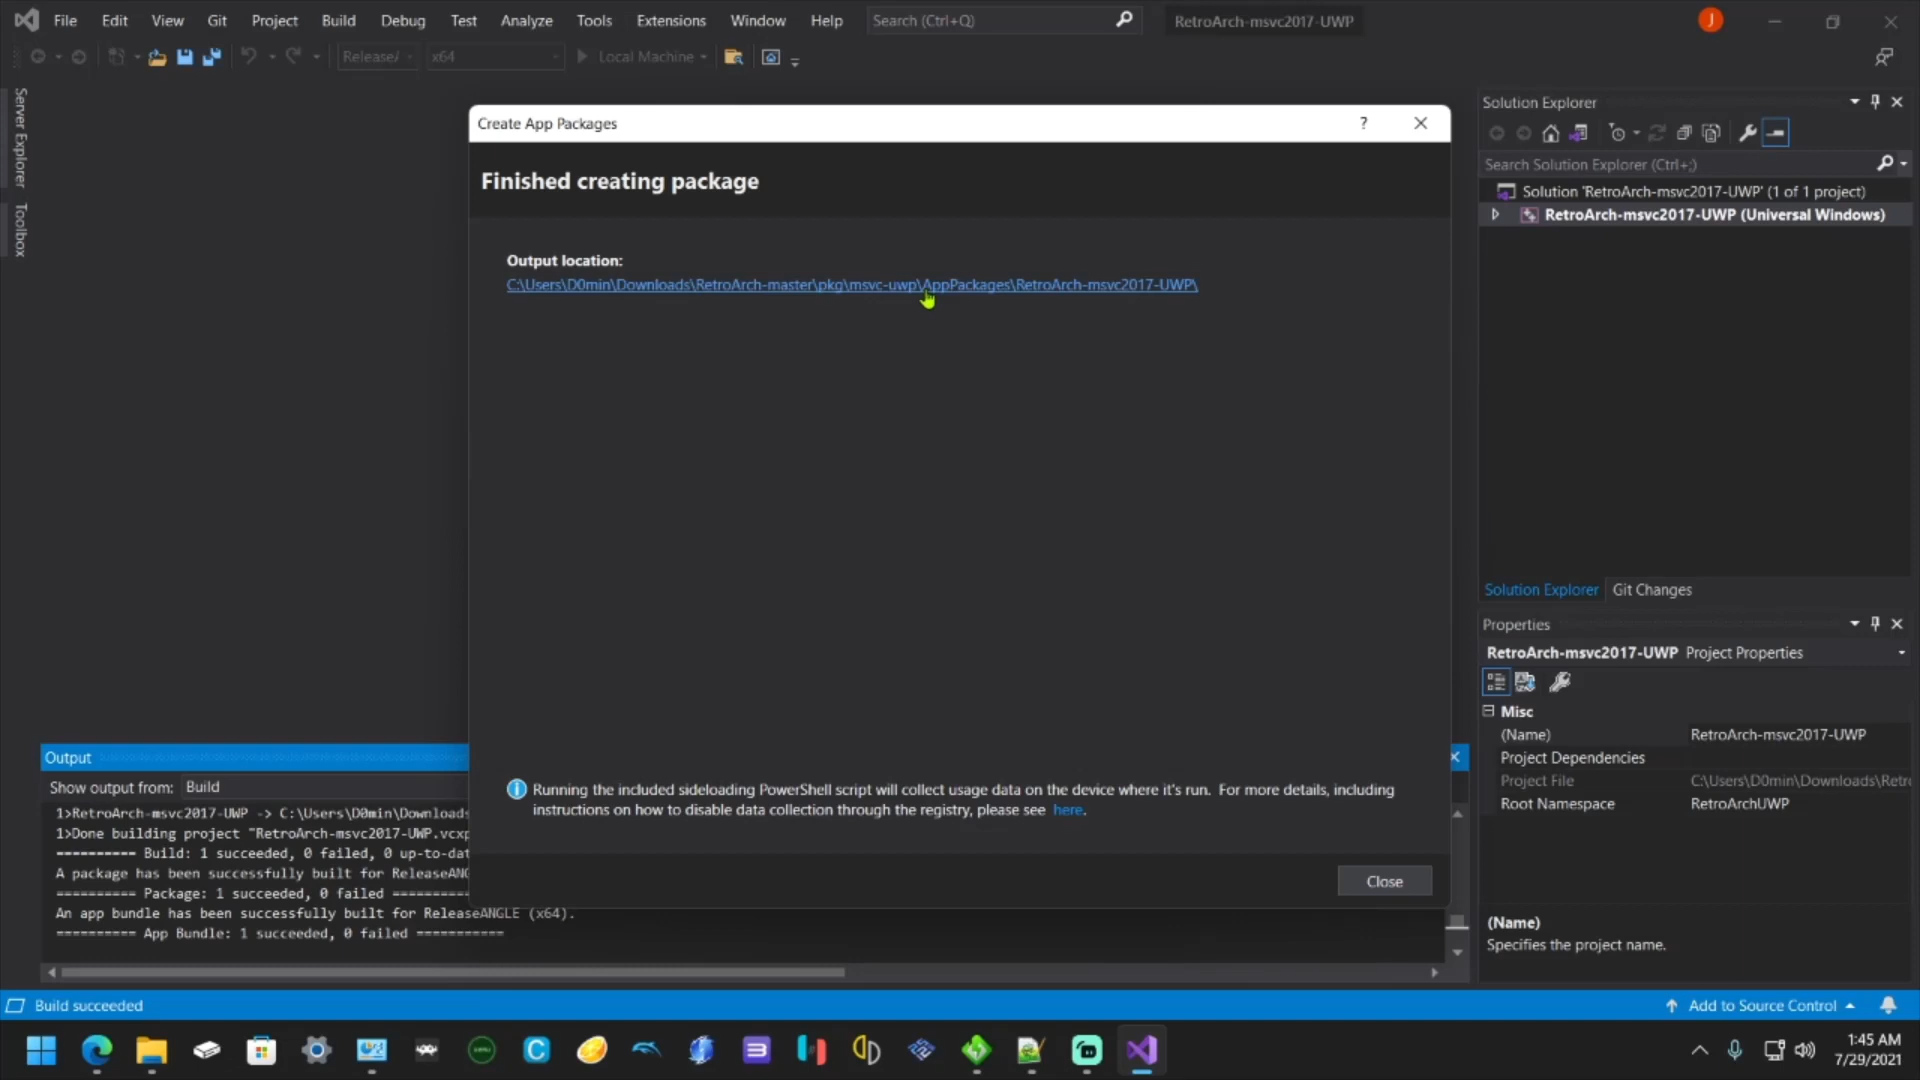 File Edit View Git Project Build Debug Test Analyze Tools Extensions Window Help Search (Ctrl+Q) RetroArch-msvc2017-UWP J
Release/ x64 Local Machine
Server Explorer
Toolbox
Create App Packages ?
Finished creating package
Output location:
C:\Users\D0min\Downloads\RetroArch-master\pkg\msvc-uwp\AppPackages\RetroArch-msvc2017-UWP\
Running the included sideloading PowerShell script will collect usage data on the device where it's run. For more details, including
instructions on how to disable data collection through the registry, please see here.
Close
Solution Explorer
Search Solution Explorer (Ctrl+;)
Solution 'RetroArch-msvc2017-UWP' (1 of 1 project)
RetroArch-msvc2017-UWP (Universal Windows)
Solution Explorer Git Changes
Properties
RetroArch-msvc2017-UWP Project Properties
Misc
(Name) RetroArch-msvc2017-UWP
Project Dependencies
Project File C:\Users\D0min\Downloads\Retro
Root Namespace RetroArchUWP
(Name)
Specifies the project name.
Output
Show output from: Build
1>RetroArch-msvc2017-UWP -> C:\Users\D0min\Downloads
1>Done building project "RetroArch-msvc2017-UWP.vcxp
---------- Build: 1 succeeded, 0 failed, 0 up-to-dat
A package has been successfully built for ReleaseANG
========== Package: 1 succeeded, 0 failed ==========
An app bundle has been successfully built for ReleaseANGLE (x64).
========== App Bundle: 1 succeeded, 0 failed ===========
Build succeeded Add to Source Control
1:45 AM
7/29/2021